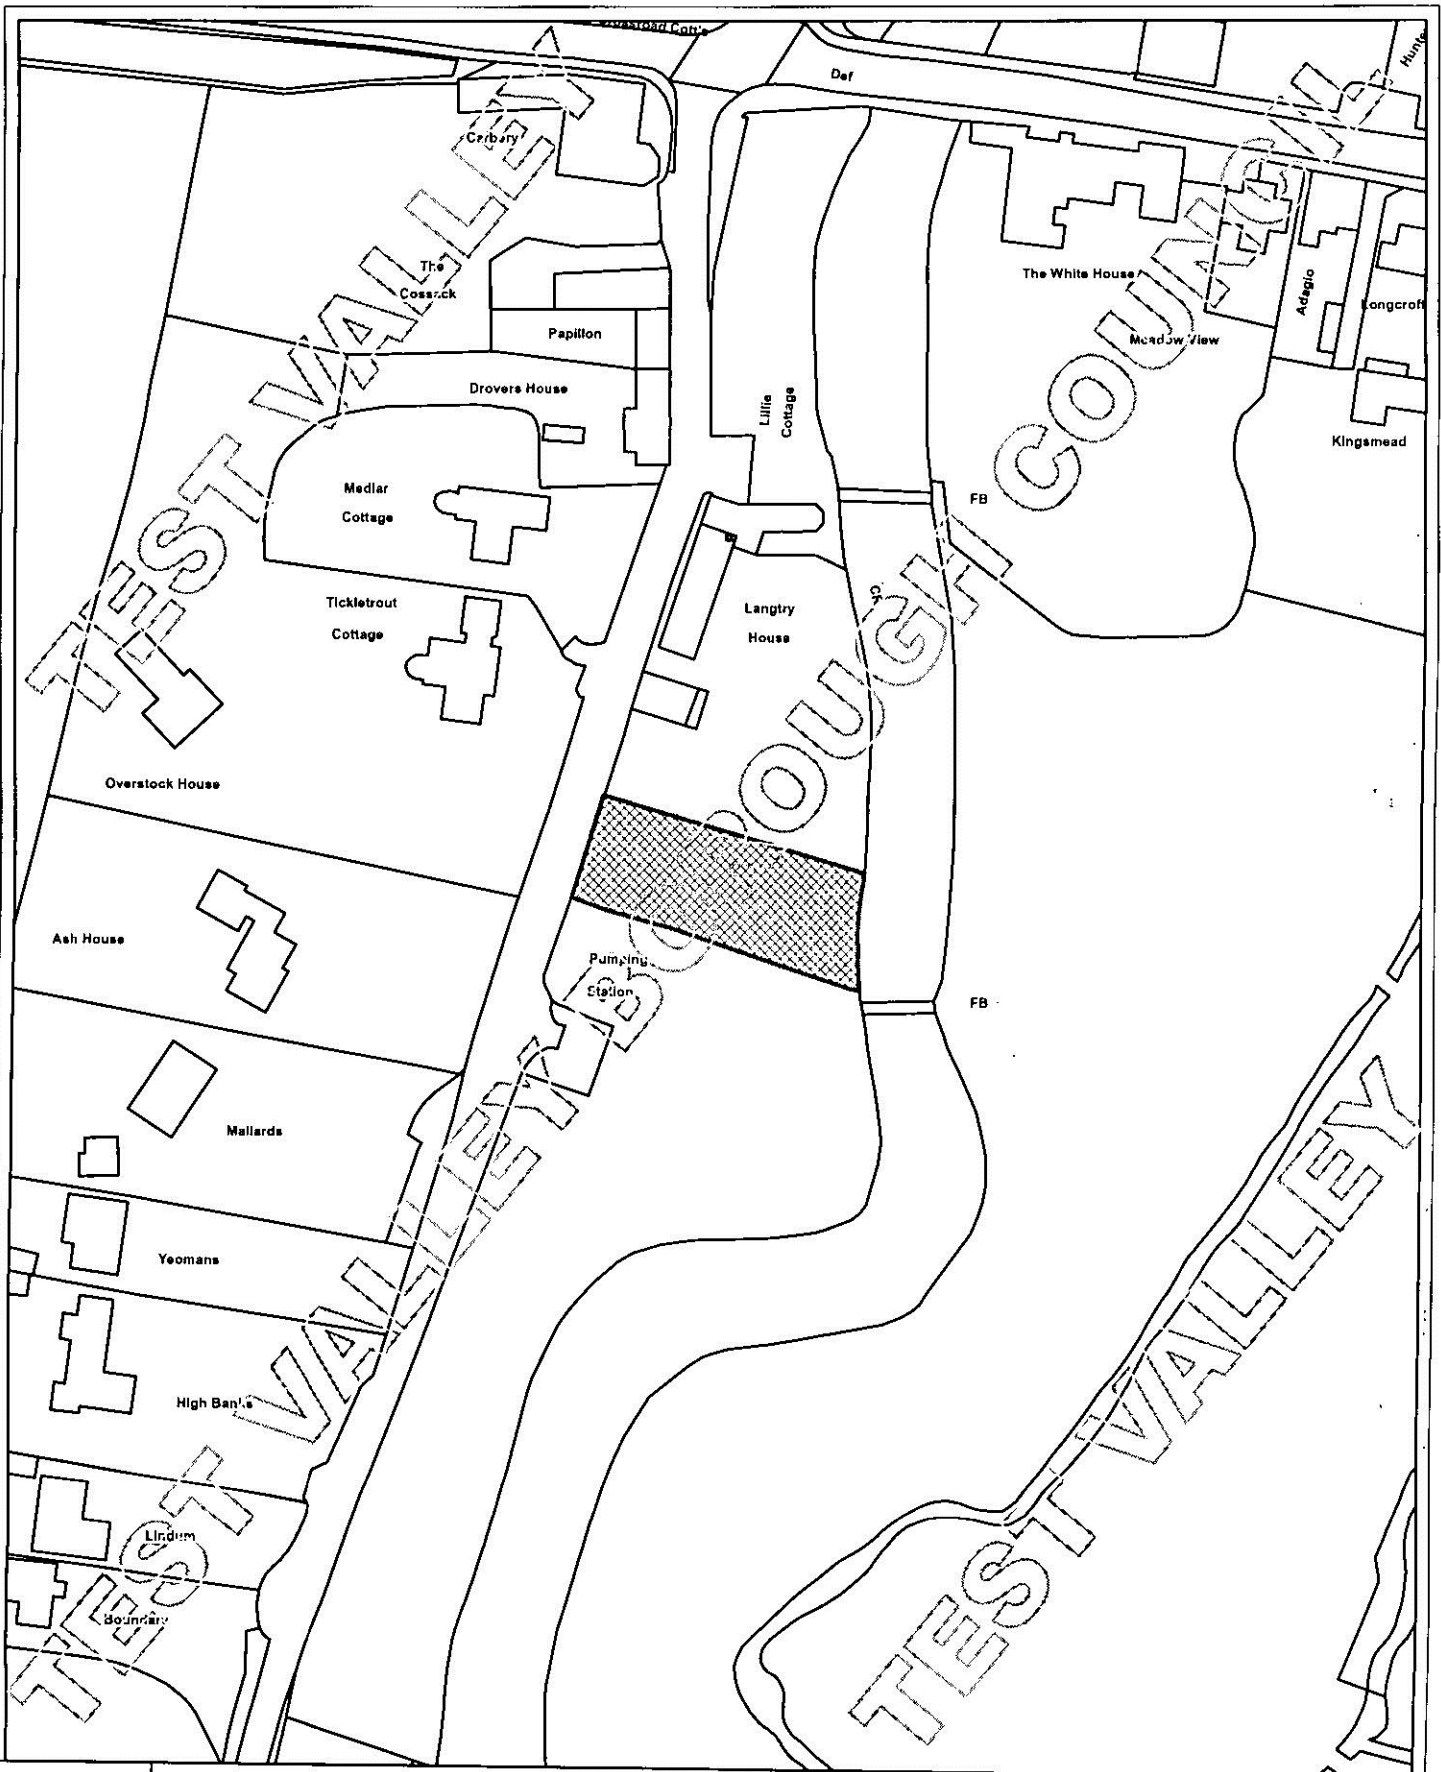 Def
Carbery
The
Cossack
Papillon
Drovers House
Medlar
Cottage
Tickletrout
Cottage
Overstock House
Ash House
Mallards
Yeomans
High Banks
Lindum
Boundary
Lillie
Cottage
Langtry
House
Pumping
Station
FB
FB
The White House
Meadow View
Adagio
Longcroft
Kingsmead
TEST VALLEY
TEST VALLEY BOROUGH COUNCIL
TEST VALLEY